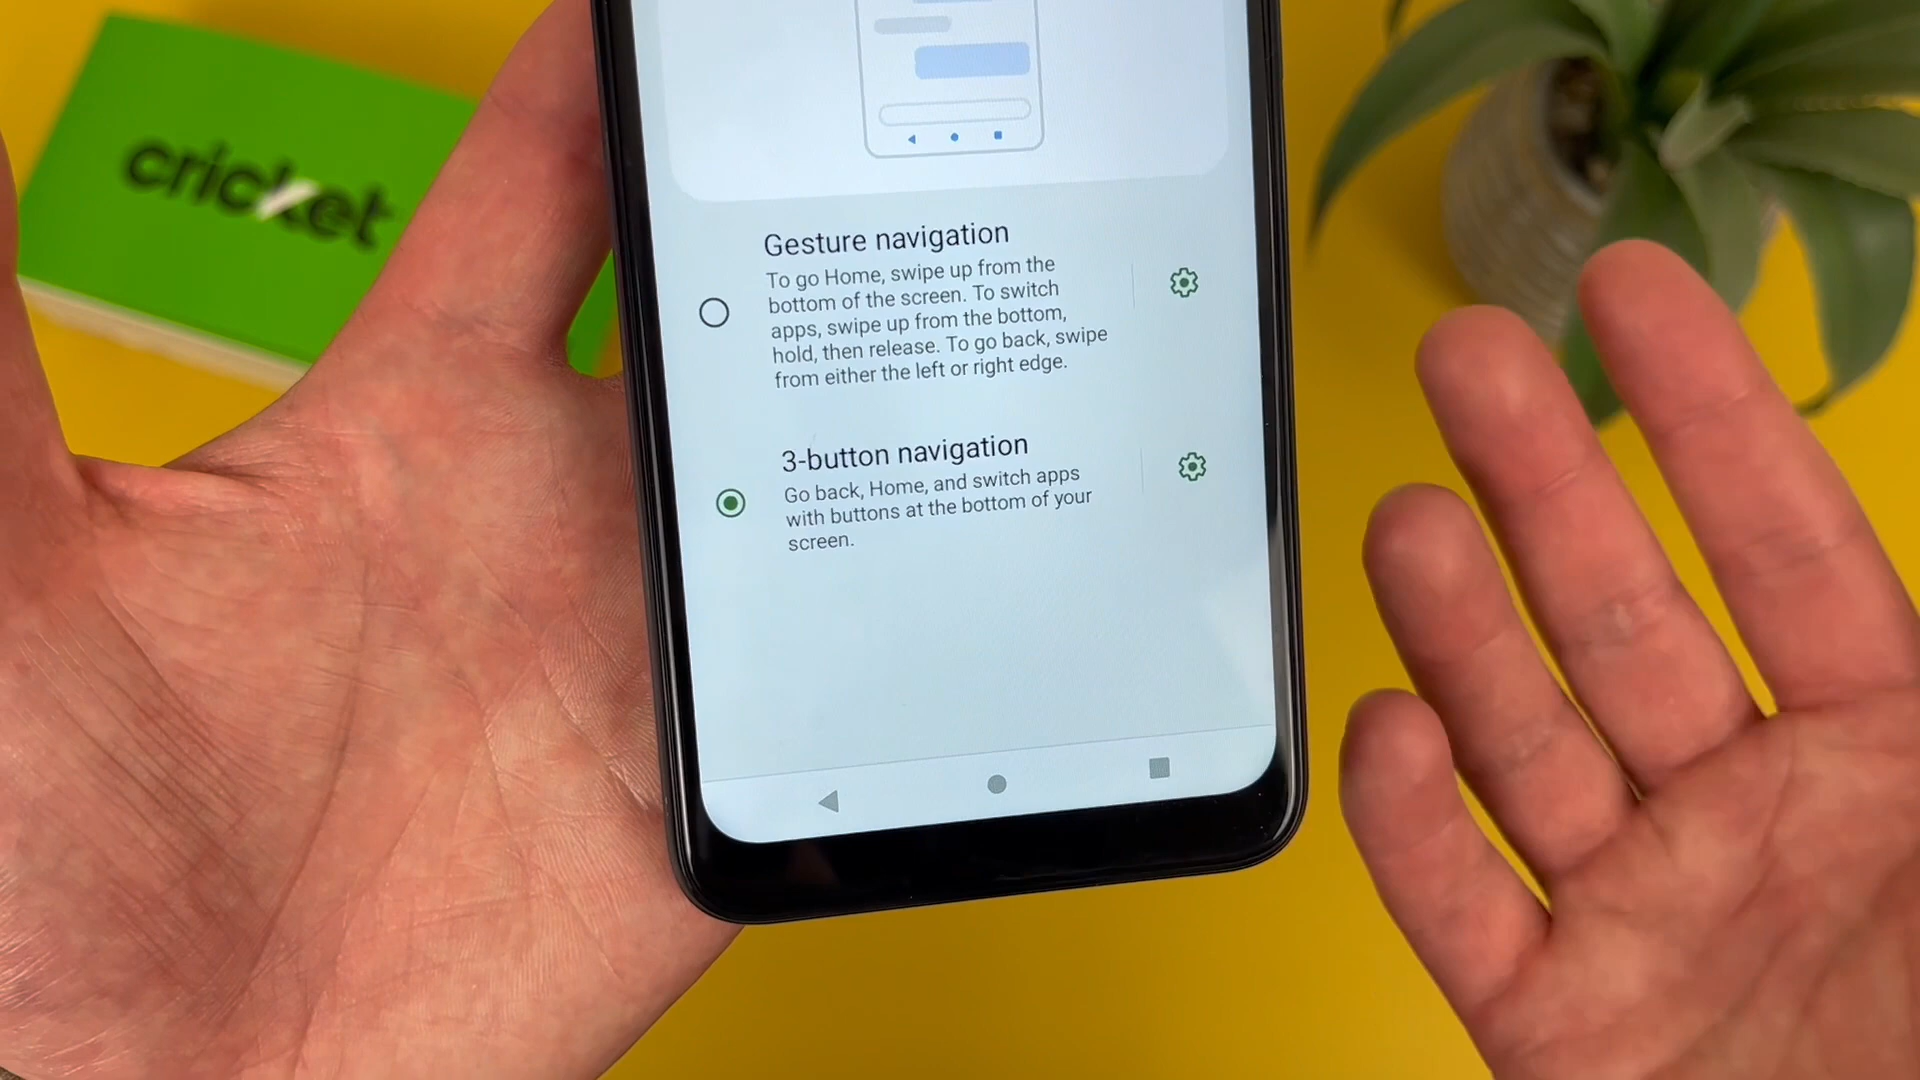 cricket
Gesture navigation
To go Home, swipe up from the
bottom of the screen. To switch
apps, swipe up from the bottom,
hold, then release. To go back, swipe
from either the left or right edge.
3-button navigation
Go back, Home, and switch apps
with buttons at the bottom of your
screen.